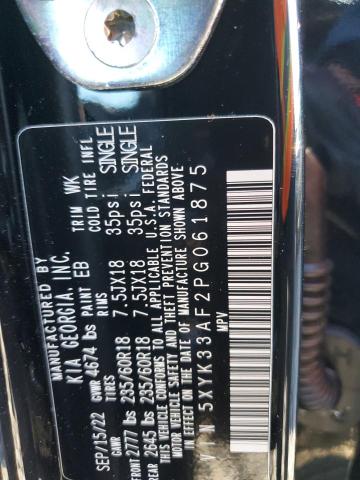 MANUFACTURED BY
KIA GEORGIA, INC.
SEP/15/22 GVWR 4674 lbs PAINT EB TRIM WK
GAWR TIRES RIMS COLD TIRE INFL
FRONT 2777 lbs 235/60R18 7.5JX18 35psi SINGLE
REAR 2645 lbs 235/60R18 7.5JX18 35psi SINGLE
THIS VEHICLE CONFORMS TO ALL APPLICABLE U.S.A. FEDERAL
MOTOR VEHICLE SAFETY AND THEFT PREVENTION STANDARDS
IN EFFECT ON THE DATE OF MANUFACTURE SHOWN ABOVE.
5XYK33AF2PG061875
MPV